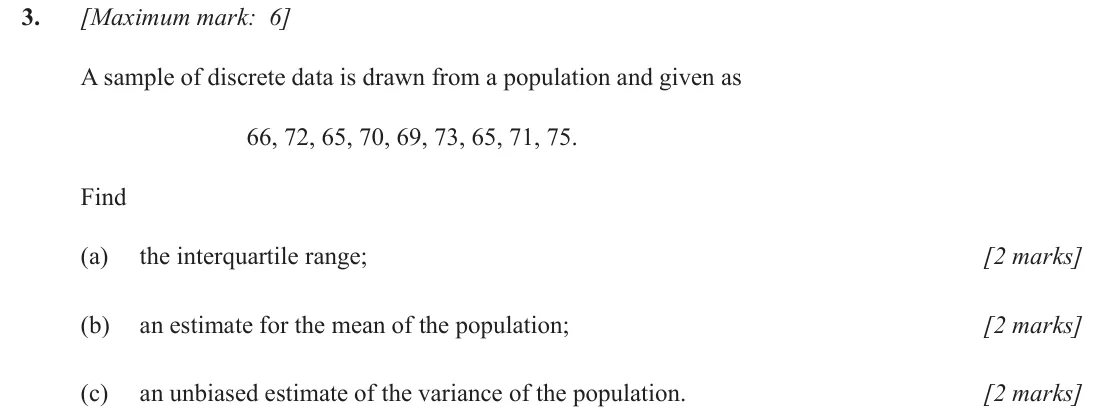 3. [Maximum mark: 6]
A sample of discrete data is drawn from a population and given as
66, 72, 65, 70, 69, 73, 65, 71, 75.
Find
(a) the interquartile range; [2 marks]
(b) an estimate for the mean of the population; [2 marks]
(c) an unbiased estimate of the variance of the population. [2 marks]